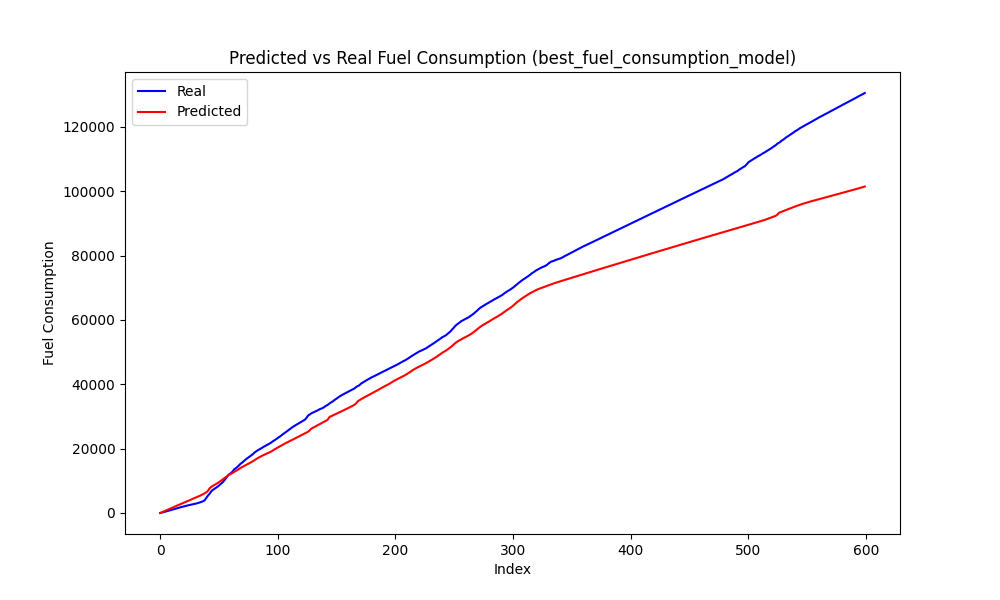 Predicted vs Real Fuel Consumption (best_fuel_consumption_model)
Real
Predicted
120000
100000
80000
60000
40000
20000
0
Fuel Consumption
0 100 200 300 400 500 600
Index